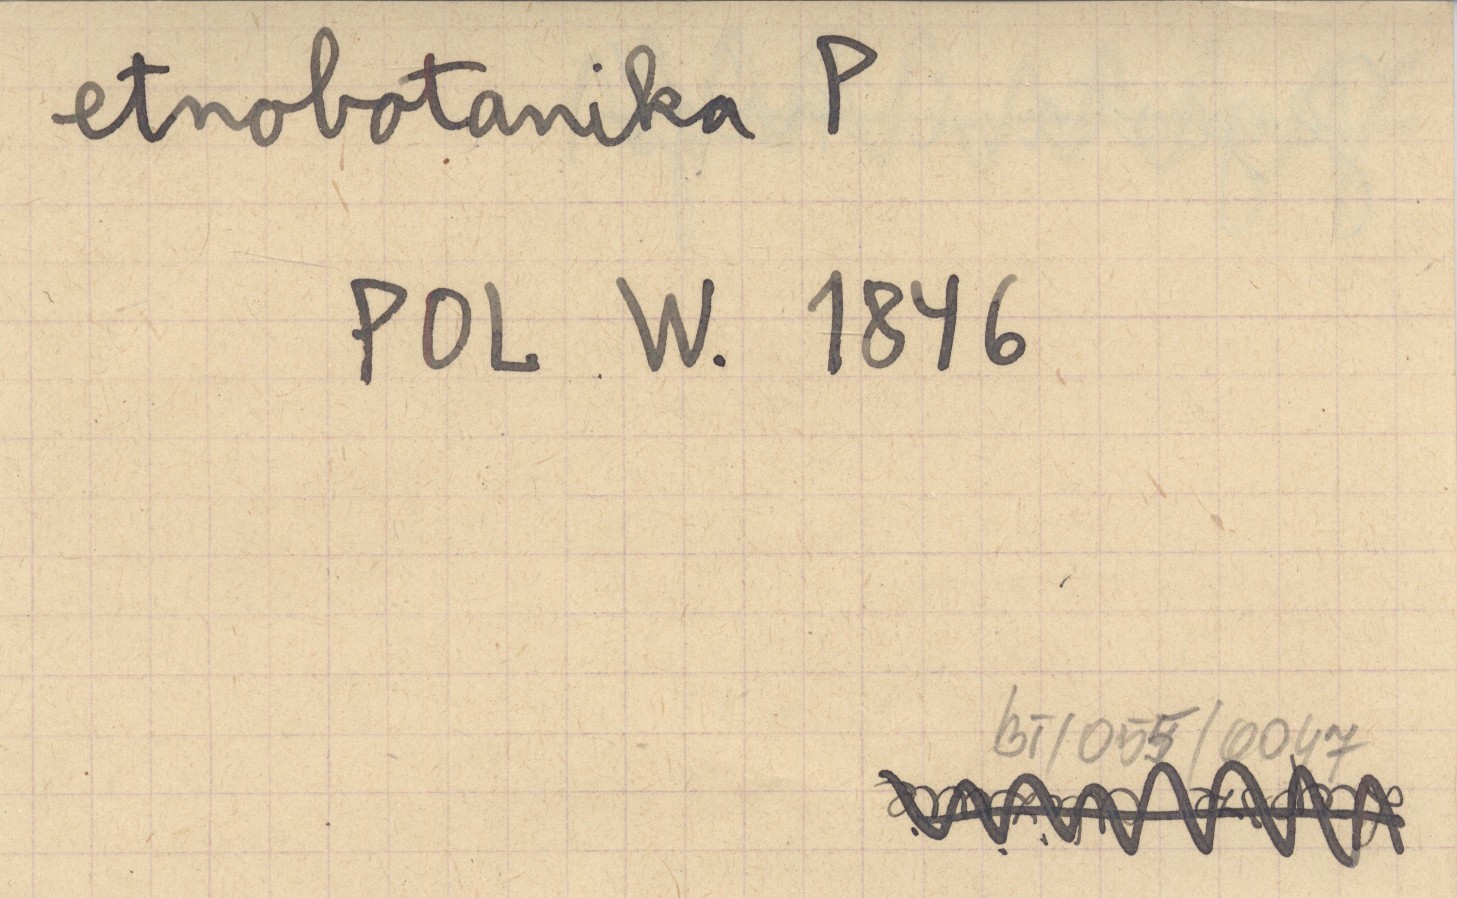 etnobotanika P
POL W. 1846
bI/055/0047